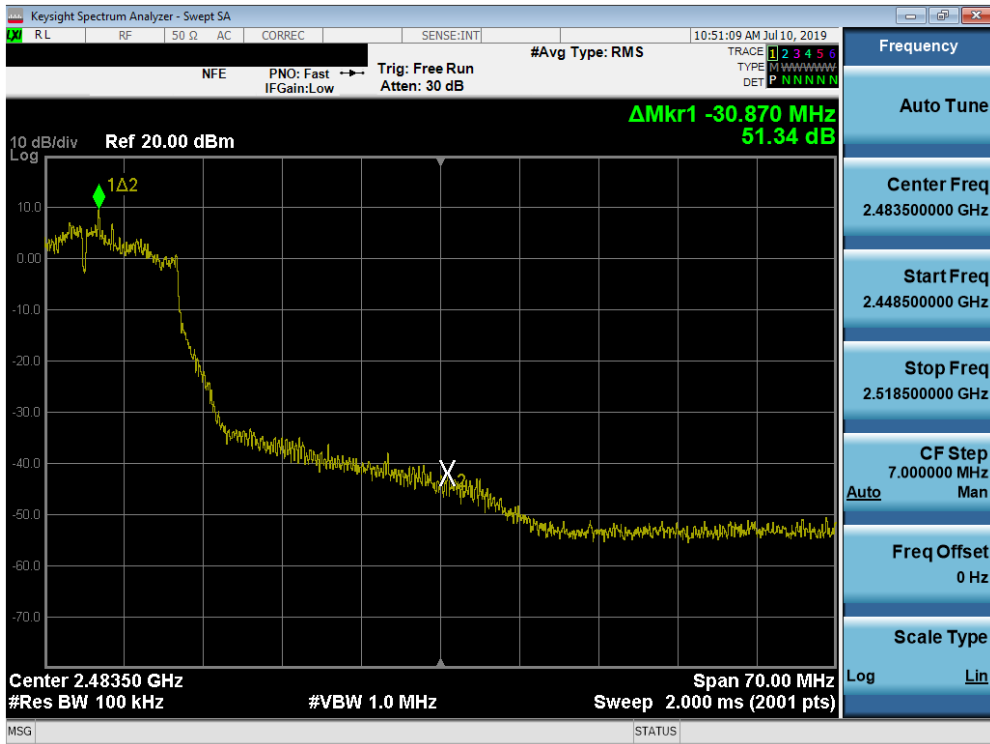 Keysight Spectrum Analyzer - Swept SA
RL RF 50 Ω AC CORREC SENSE:INT 10:51:09 AM Jul 10, 2019
NFE PNO: Fast Trig: Free Run #Avg Type: RMS TRACE 1 2 3 4 5 6
IFGain:Low Atten: 30 dB TYPE M WWWWW
DET P N N N N N
ΔMkr1 -30.870 MHz
51.34 dB
10 dB/div Ref 20.00 dBm
Log
1Δ2
10.0
0.00
-10.0
-20.0
-30.0
-40.0
-50.0
-60.0
-70.0
X
Center 2.48350 GHz Span 70.00 MHz
#Res BW 100 kHz #VBW 1.0 MHz Sweep 2.000 ms (2001 pts)
MSG STATUS
Frequency
Auto Tune
Center Freq
2.483500000 GHz
Start Freq
2.448500000 GHz
Stop Freq
2.518500000 GHz
CF Step
7.000000 MHz
Auto Man
Freq Offset
0 Hz
Scale Type
Log Lin